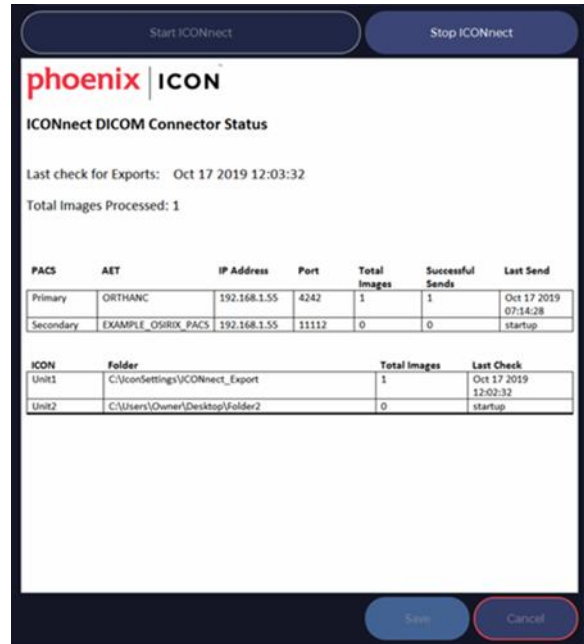 Start ICONnect Stop ICONnect
phoenix | ICON
ICONnect DICOM Connector Status
Last check for Exports: Oct 17 2019 12:03:32
Total Images Processed: 1
PACS AET IP Address Port Total Images Successful Sends Last Send
Primary ORTHANC 192.168.1.55 4242 1 1 Oct 17 2019 07:14:28
Secondary EXAMPLE_OSIRIX_PACS 192.168.1.55 11112 0 0 startup
ICON Folder Total Images Last Check
Unit1 C:\IconSettings\ICONnect_Export 1 Oct 17 2019 12:02:32
Unit2 C:\Users\Owner\Desktop\Folder2 0 startup
Save Cancel